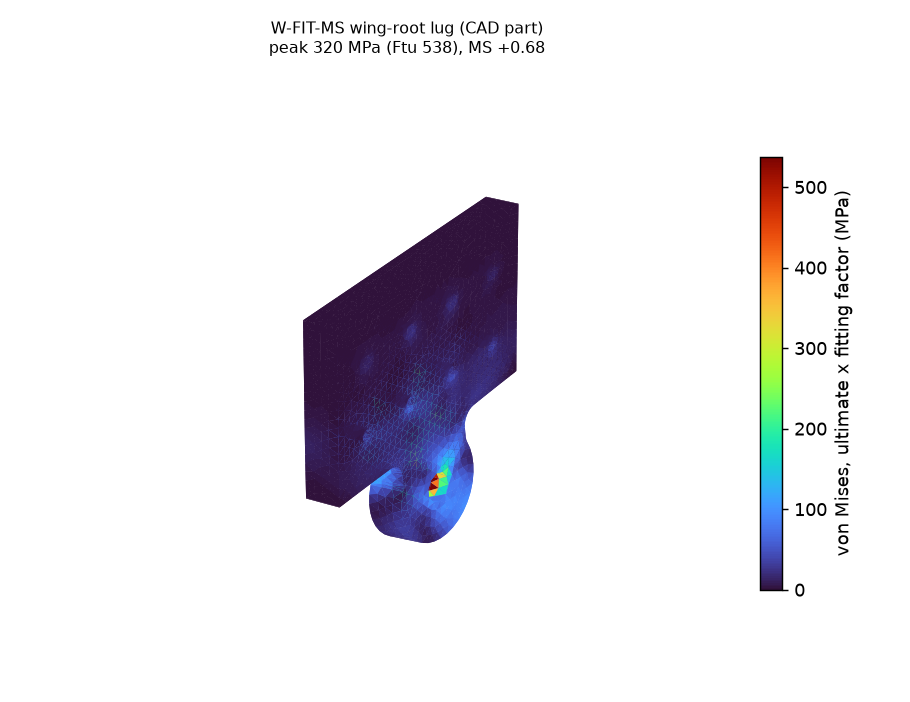 W-FIT-MS wing-root lug (CAD part)
peak 320 MPa (Ftu 538), MS +0.68
500
400
300
200
100
0
von Mises, ultimate x fitting factor (MPa)